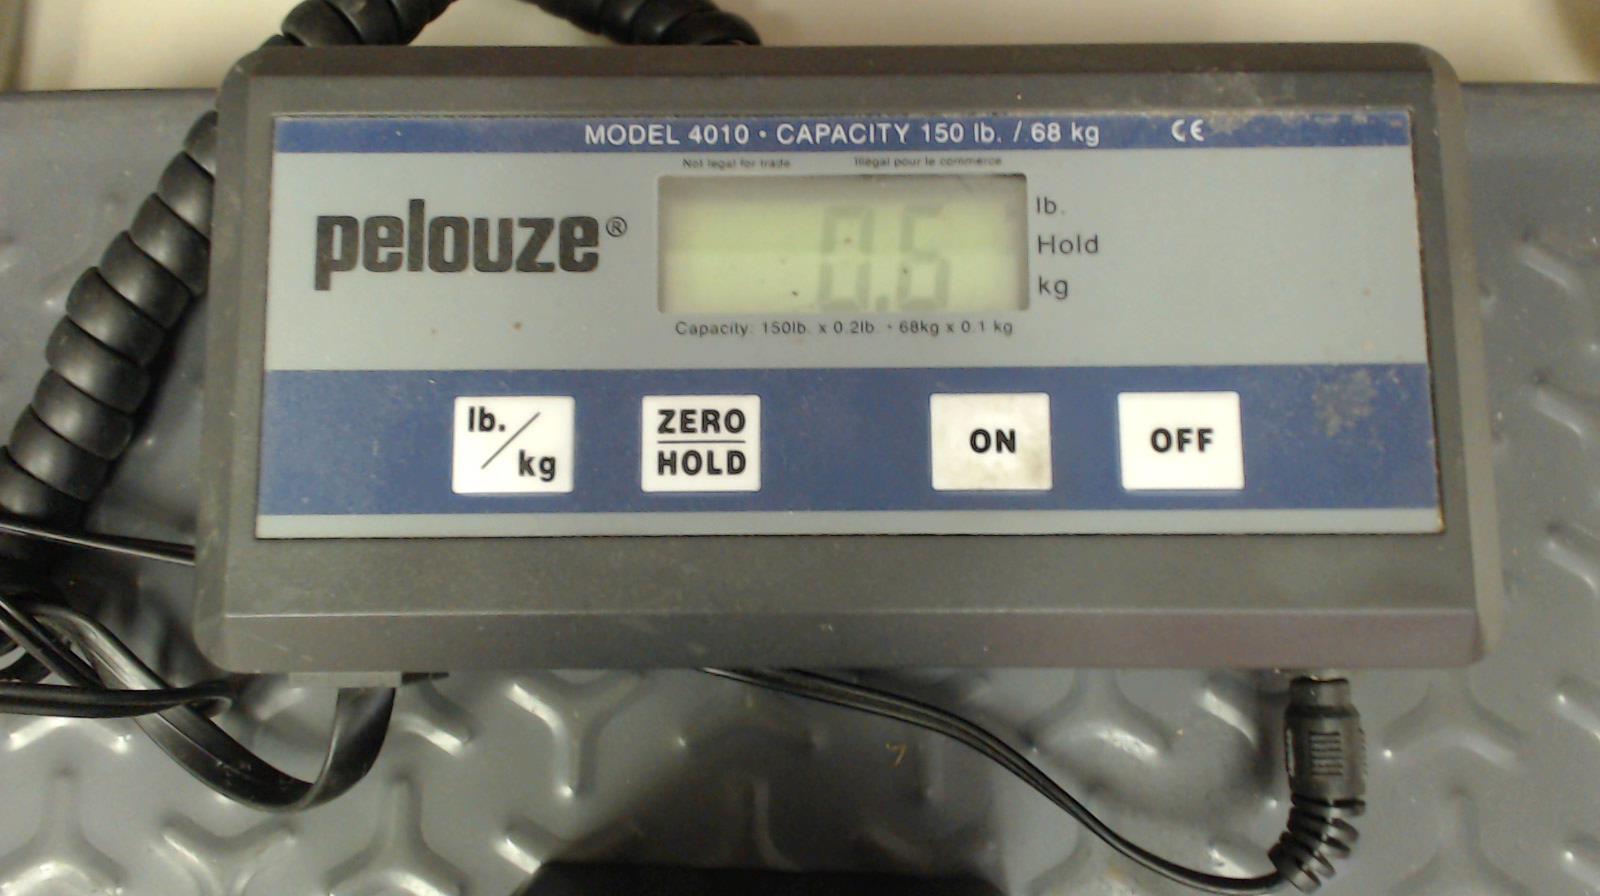 MODEL 4010 • CAPACITY 150 lb. / 68 kg CE
Not legal for trade Illegal pour le commerce
pelouze®
0.6
lb.
Hold
kg
Capacity: 150lb. x 0.2lb. - 68kg x 0.1 kg
lb./kg
ZERO
HOLD
ON
OFF